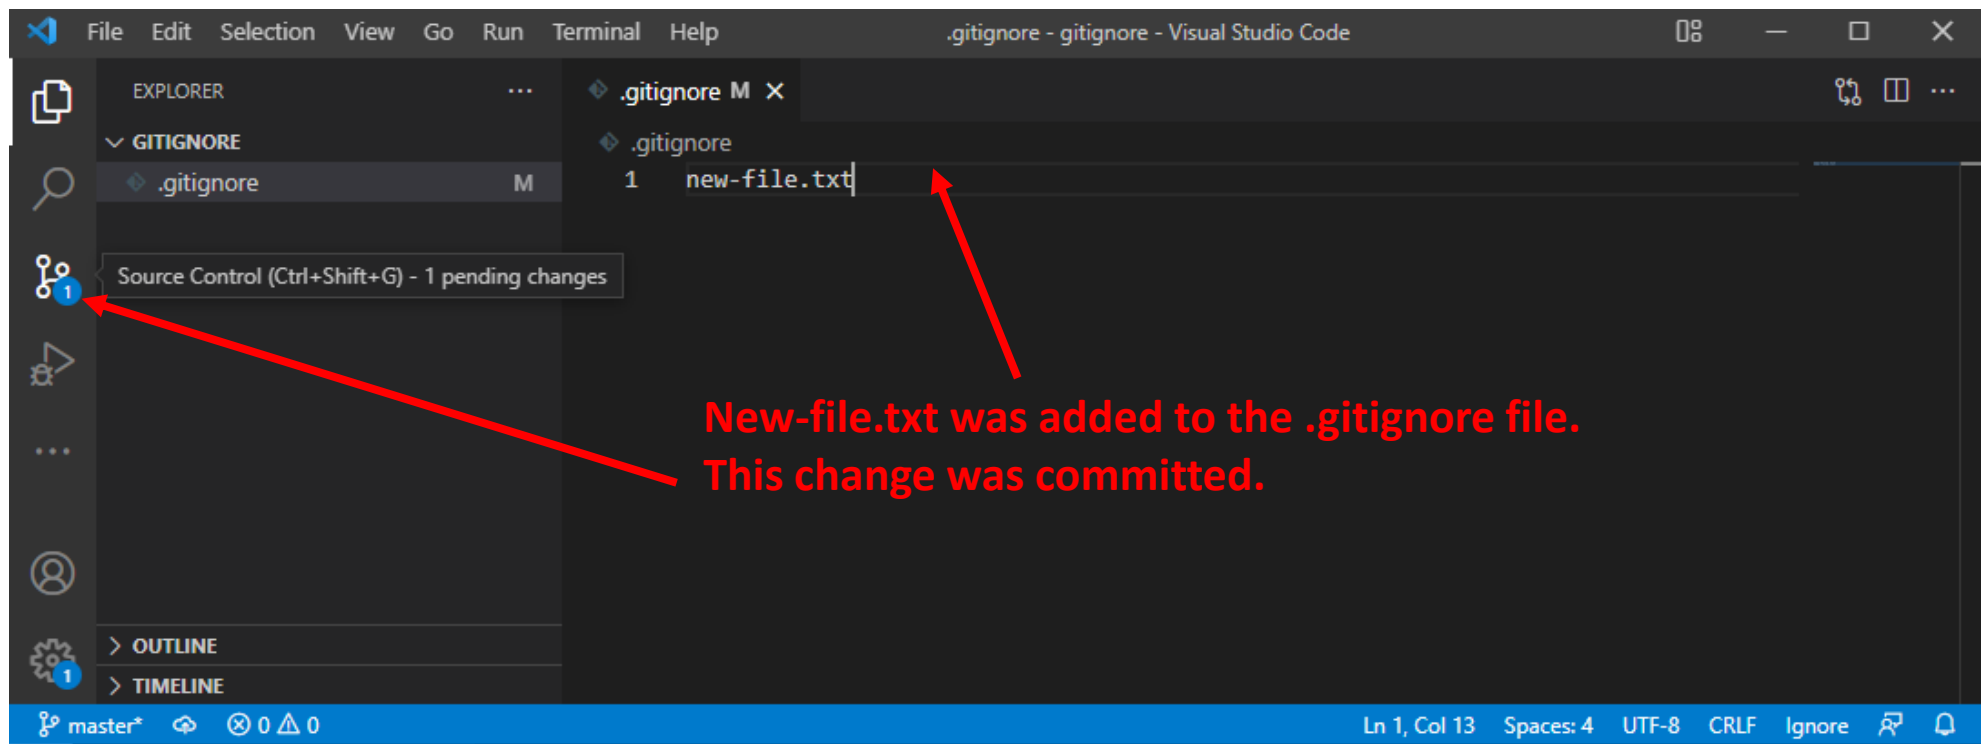 File Edit Selection View Go Run Terminal Help .gitignore - gitignore - Visual Studio Code
EXPLORER ··· .gitignore M
GITIGNORE .gitignore
.gitignore M 1 new-file.txt
Source Control (Ctrl+Shift+G) - 1 pending changes
1
New-file.txt was added to the .gitignore file.
This change was committed.
OUTLINE
1
TIMELINE
master* 0 0 Ln 1, Col 13 Spaces: 4 UTF-8 CRLF Ignore